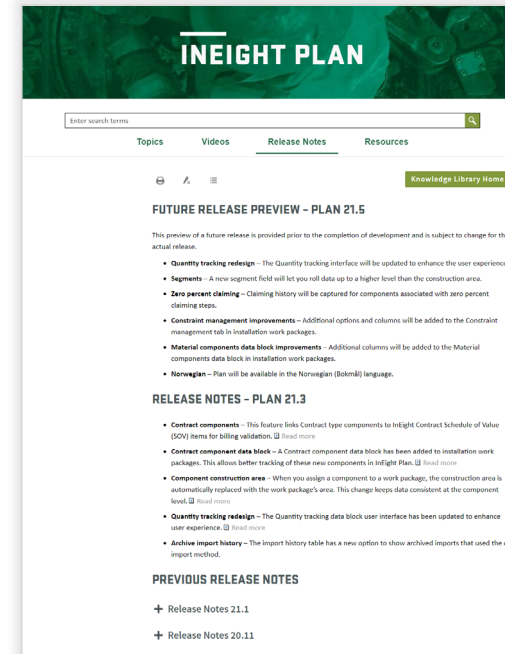 INEIGHT PLAN
Enter search terms
Topics Videos Release Notes Resources
Knowledge Library Home
FUTURE RELEASE PREVIEW – PLAN 21.5
This preview of a future release is provided prior to the completion of development and is subject to change for th
actual release.
• Quantity tracking redesign – The Quantity tracking interface will be updated to enhance the user experience
• Segments – A new segment field will let you roll data up to a higher level than the construction area.
• Zero percent claiming – Claiming history will be captured for components associated with zero percent
claiming steps.
• Constraint management improvements – Additional options and columns will be added to the Constraint
management tab in installation work packages.
• Material components data block improvements – Additional columns will be added to the Material
components data block in installation work packages.
• Norwegian – Plan will be available in the Norwegian (Bokmål) language.
RELEASE NOTES – PLAN 21.3
• Contract components – This feature links Contract type components to InEight Contract Schedule of Value
(SOV) items for billing validation. Read more
• Contract component data block – A Contract component data block has been added to installation work
packages. This allows better tracking of these new components in InEight Plan. Read more
• Component construction area – When you assign a component to a work package, the construction area is
automatically replaced with the work package's area. This change keeps data consistent at the component
level. Read more
• Quantity tracking redesign – The Quantity tracking data block user interface has been updated to enhance
user experience. Read more
• Archive import history – The import history table has a new option to show archived imports that used the
import method.
PREVIOUS RELEASE NOTES
+ Release Notes 21.1
+ Release Notes 20.11